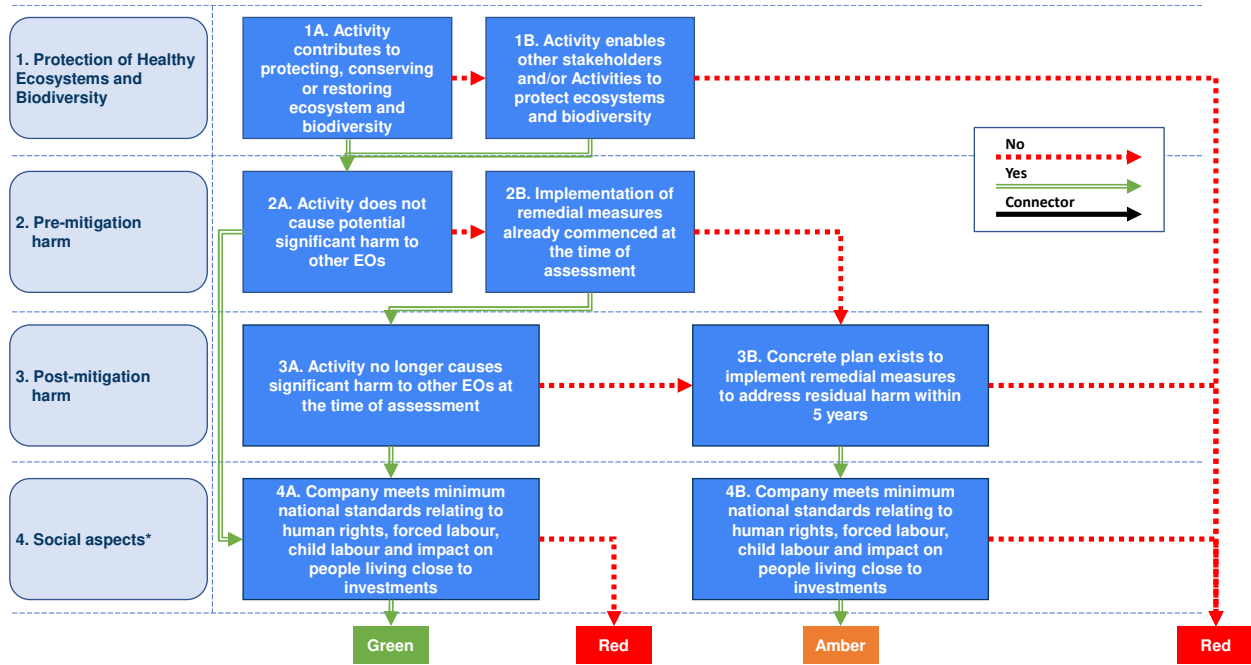 1. Protection of Healthy
Ecosystems and
Biodiversity
1A. Activity
contributes to
protecting, conserving
or restoring
ecosystem and
biodiversity
1B. Activity enables
other stakeholders
and/or Activities to
protect ecosystems
and biodiversity
No
Yes
Connector
2. Pre-mitigation
harm
2A. Activity does not
cause potential
significant harm to
other EOs
2B. Implementation of
remedial measures
already commenced at
the time of
assessment
3. Post-mitigation
harm
3A. Activity no longer causes
significant harm to other EOs at
the time of assessment
3B. Concrete plan exists to
implement remedial measures
to address residual harm within
5 years
4. Social aspects*
4A. Company meets minimum
national standards relating to
human rights, forced labour,
child labour and impact on
people living close to
investments
4B. Company meets minimum
national standards relating to
human rights, forced labour,
child labour and impact on
people living close to
investments
Green
Red
Amber
Red